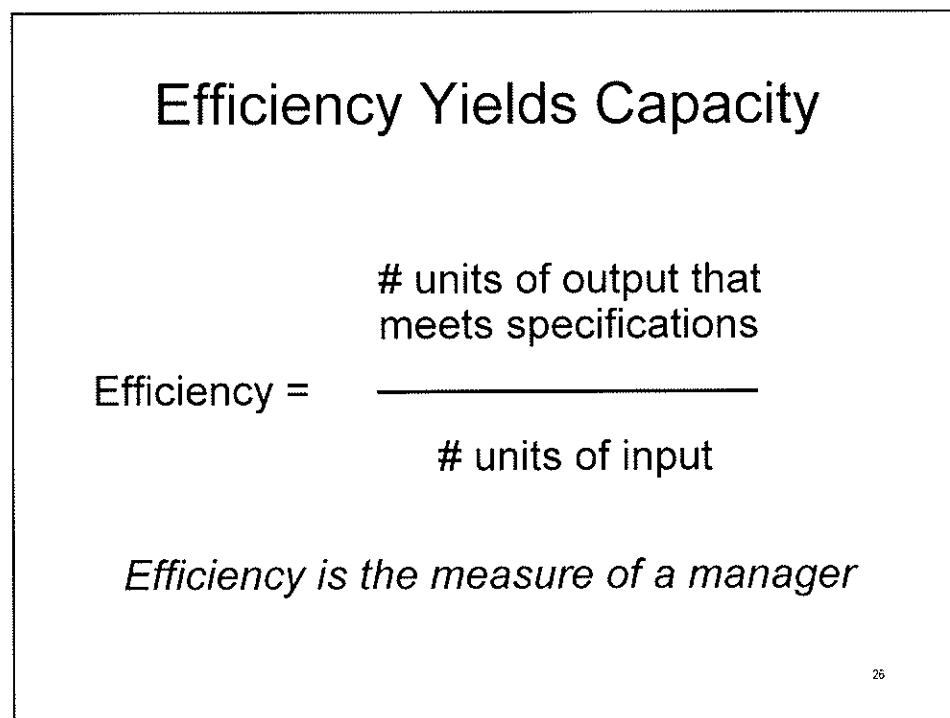 Efficiency Yields Capacity
# units of output that
meets specifications
Efficiency =
# units of input
Efficiency is the measure of a manager
26